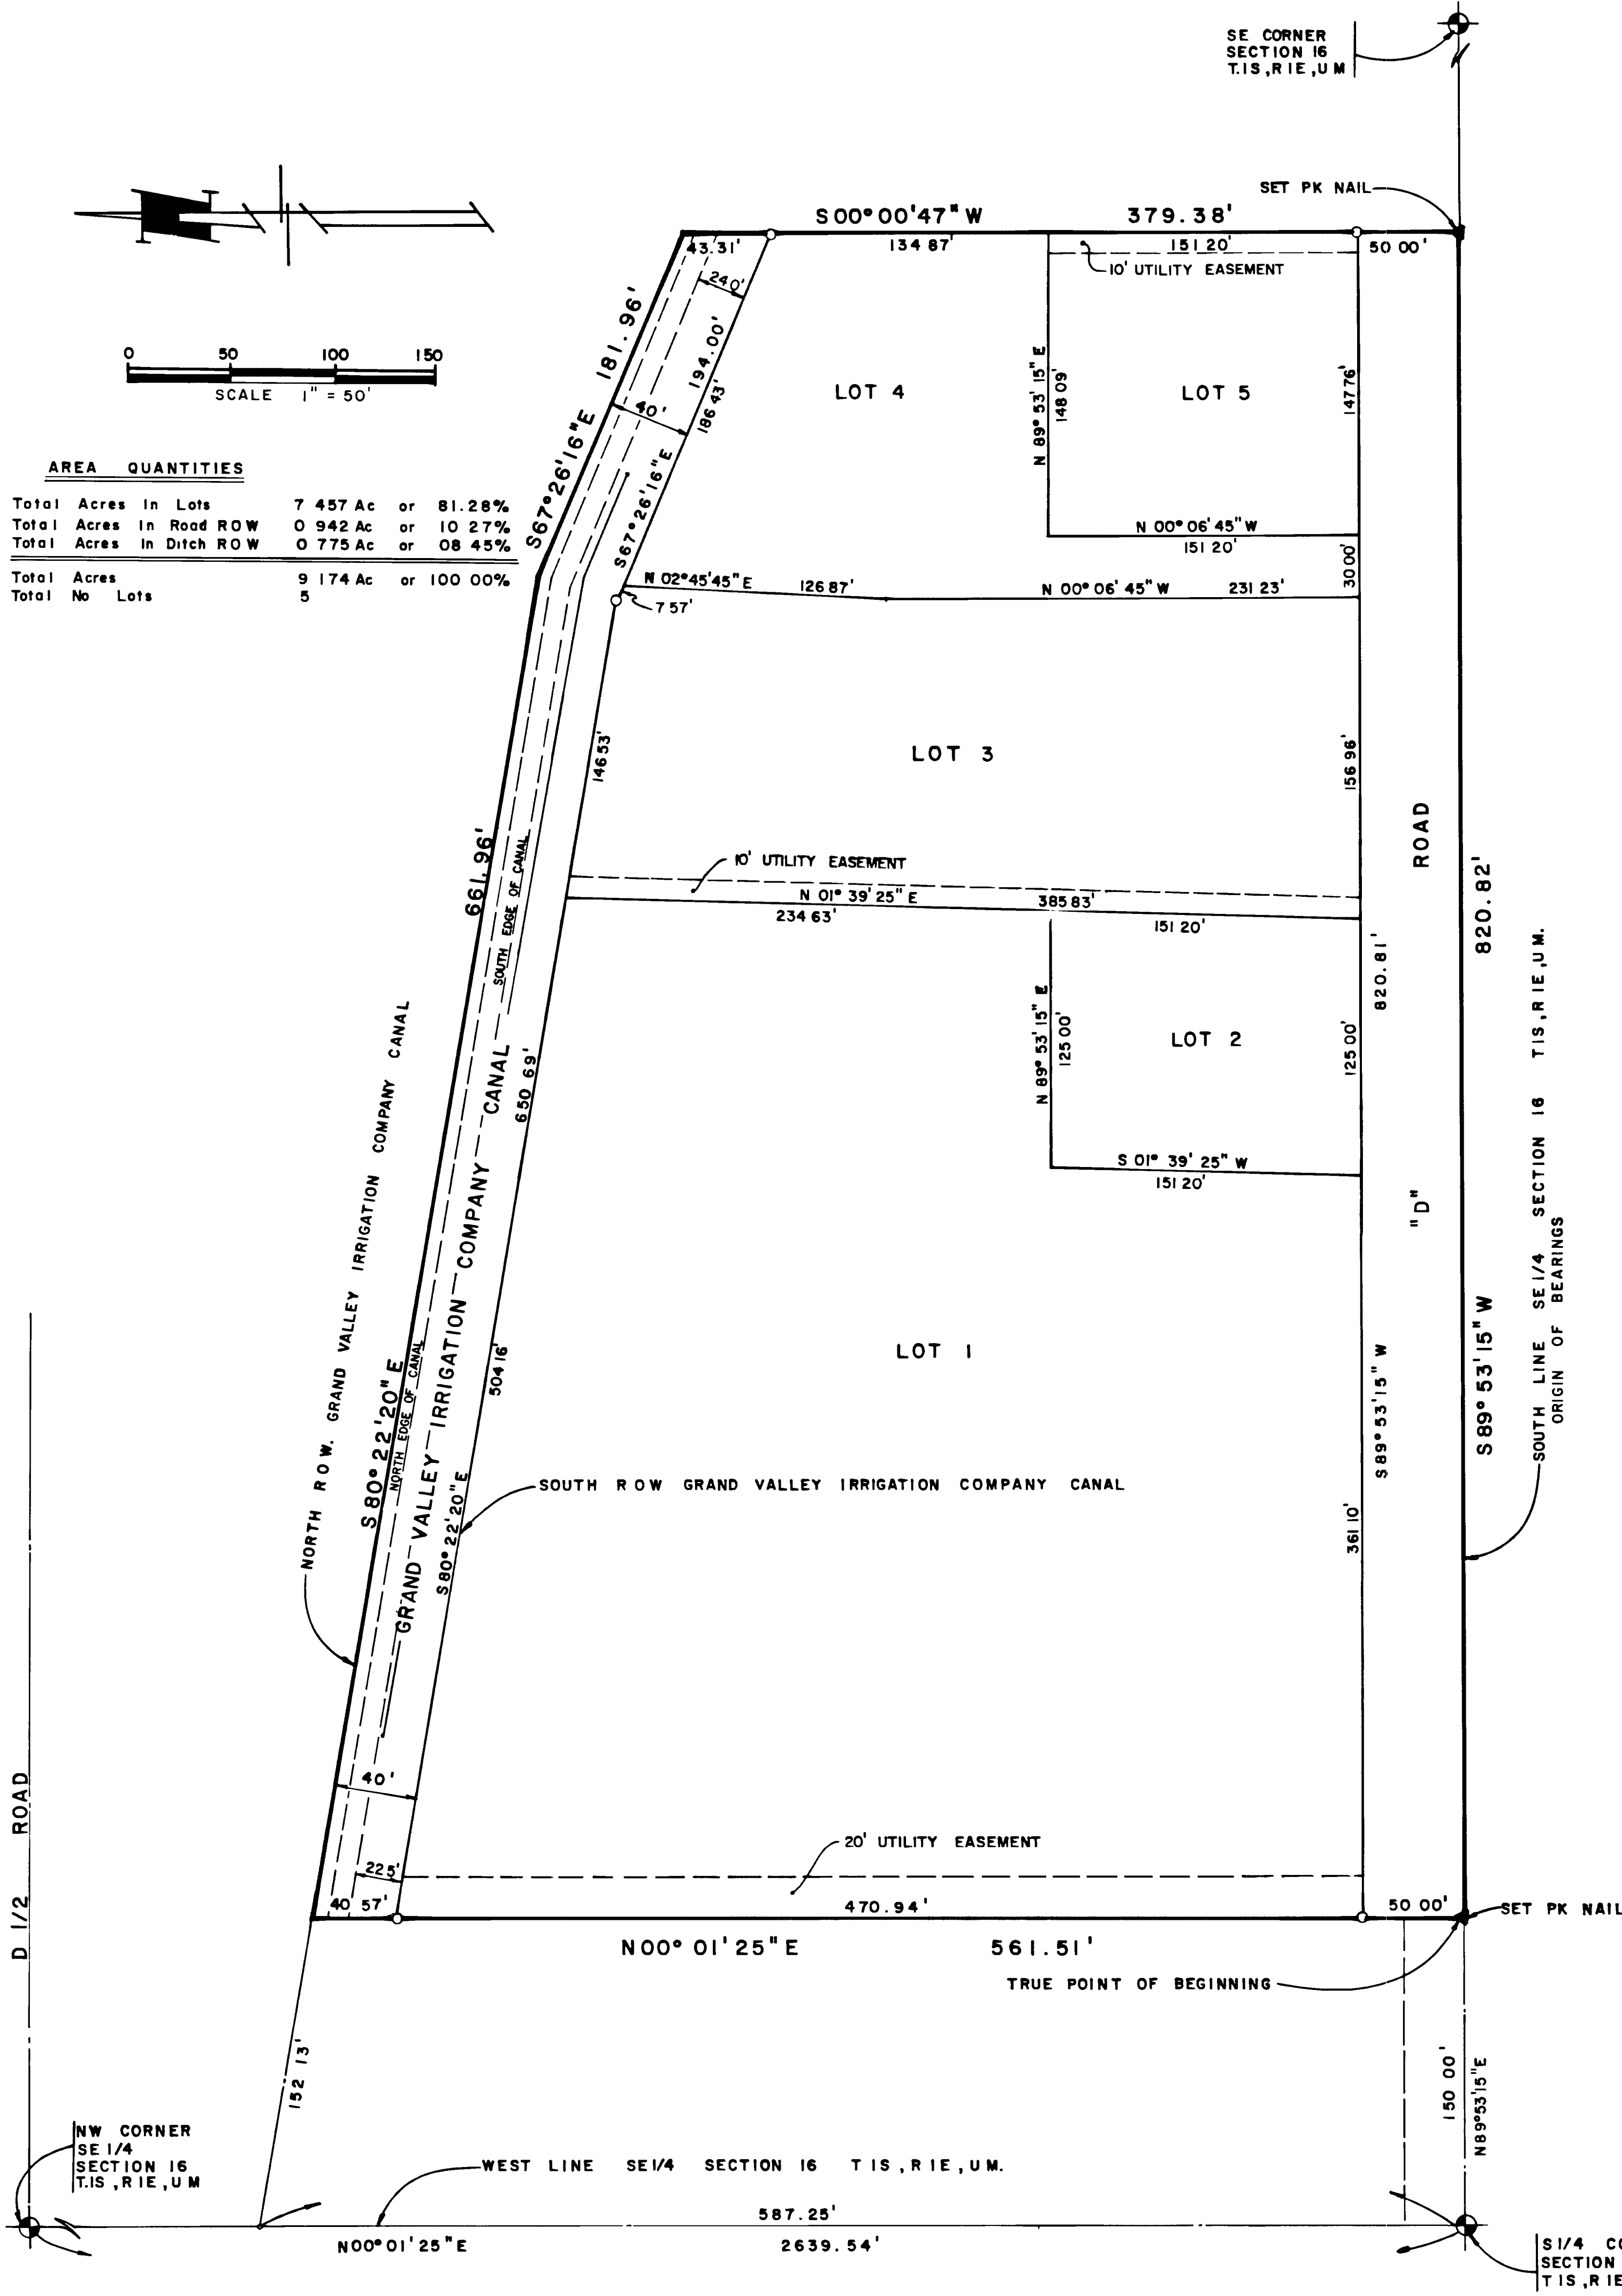 SE CORNER
SECTION 16
T.1S.,R1E.,UM
SET PK NAIL
S00°00'47"W 379.38'
43.31' 134 87' 151 20' 50 00'
10' UTILITY EASEMENT
240'
181.96'
S67°26'16"E
194.00'
186 43'
40'
S67°26'16"E
0 50 100 150
SCALE 1" = 50'
LOT 4
LOT 5
N 89° 53' 15" E
148 09'
147 76'
AREA QUANTITIES
Total Acres In Lots 7 457 Ac or 81.28%
Total Acres In Road ROW 0 942 Ac or 10 27%
Total Acres In Ditch ROW 0 775 Ac or 08 45%
Total Acres 9 174 Ac or 100 00%
Total No Lots 5
N 00° 06' 45" W
151 20'
30 00'
N 02°45'45" E 126 87' N 00° 06' 45" W 231 23'
7 57'
146 53'
LOT 3
156 96'
ROAD
661.96'
SOUTH EDGE OF CANAL
10' UTILITY EASEMENT
N 01° 39' 25" E 385 83'
234 63' 151 20'
820.81'
820.82'
N 89° 53' 15" E
125 00'
LOT 2
125 00'
S 01° 39' 25" W
151 20'
"D"
NORTH ROW. GRAND VALLEY IRRIGATION COMPANY CANAL
GRAND VALLEY IRRIGATION COMPANY CANAL
650 69'
504 16'
S80°22'20"E
NORTH EDGE OF CANAL
S80°22'20"E
LOT 1
S89°53'15"W
S89°53'15"W
SOUTH LINE SE1/4 SECTION 16 T1S,R1E,UM.
ORIGIN OF BEARINGS
SOUTH ROW GRAND VALLEY IRRIGATION COMPANY CANAL
361 10'
40'
20' UTILITY EASEMENT
22 5'
40 57' 470.94' 50 00'
SET PK NAIL
N00°01'25"E 561.51'
TRUE POINT OF BEGINNING
D 1/2 ROAD
152 13'
150 00'
N89°53'15"E
NW CORNER
SE 1/4
SECTION 16
T.1S.,R1E,UM
WEST LINE SE1/4 SECTION 16 T1S,R1E,UM.
587.25'
N00°01'25"E 2639.54'
S1/4
SECTION